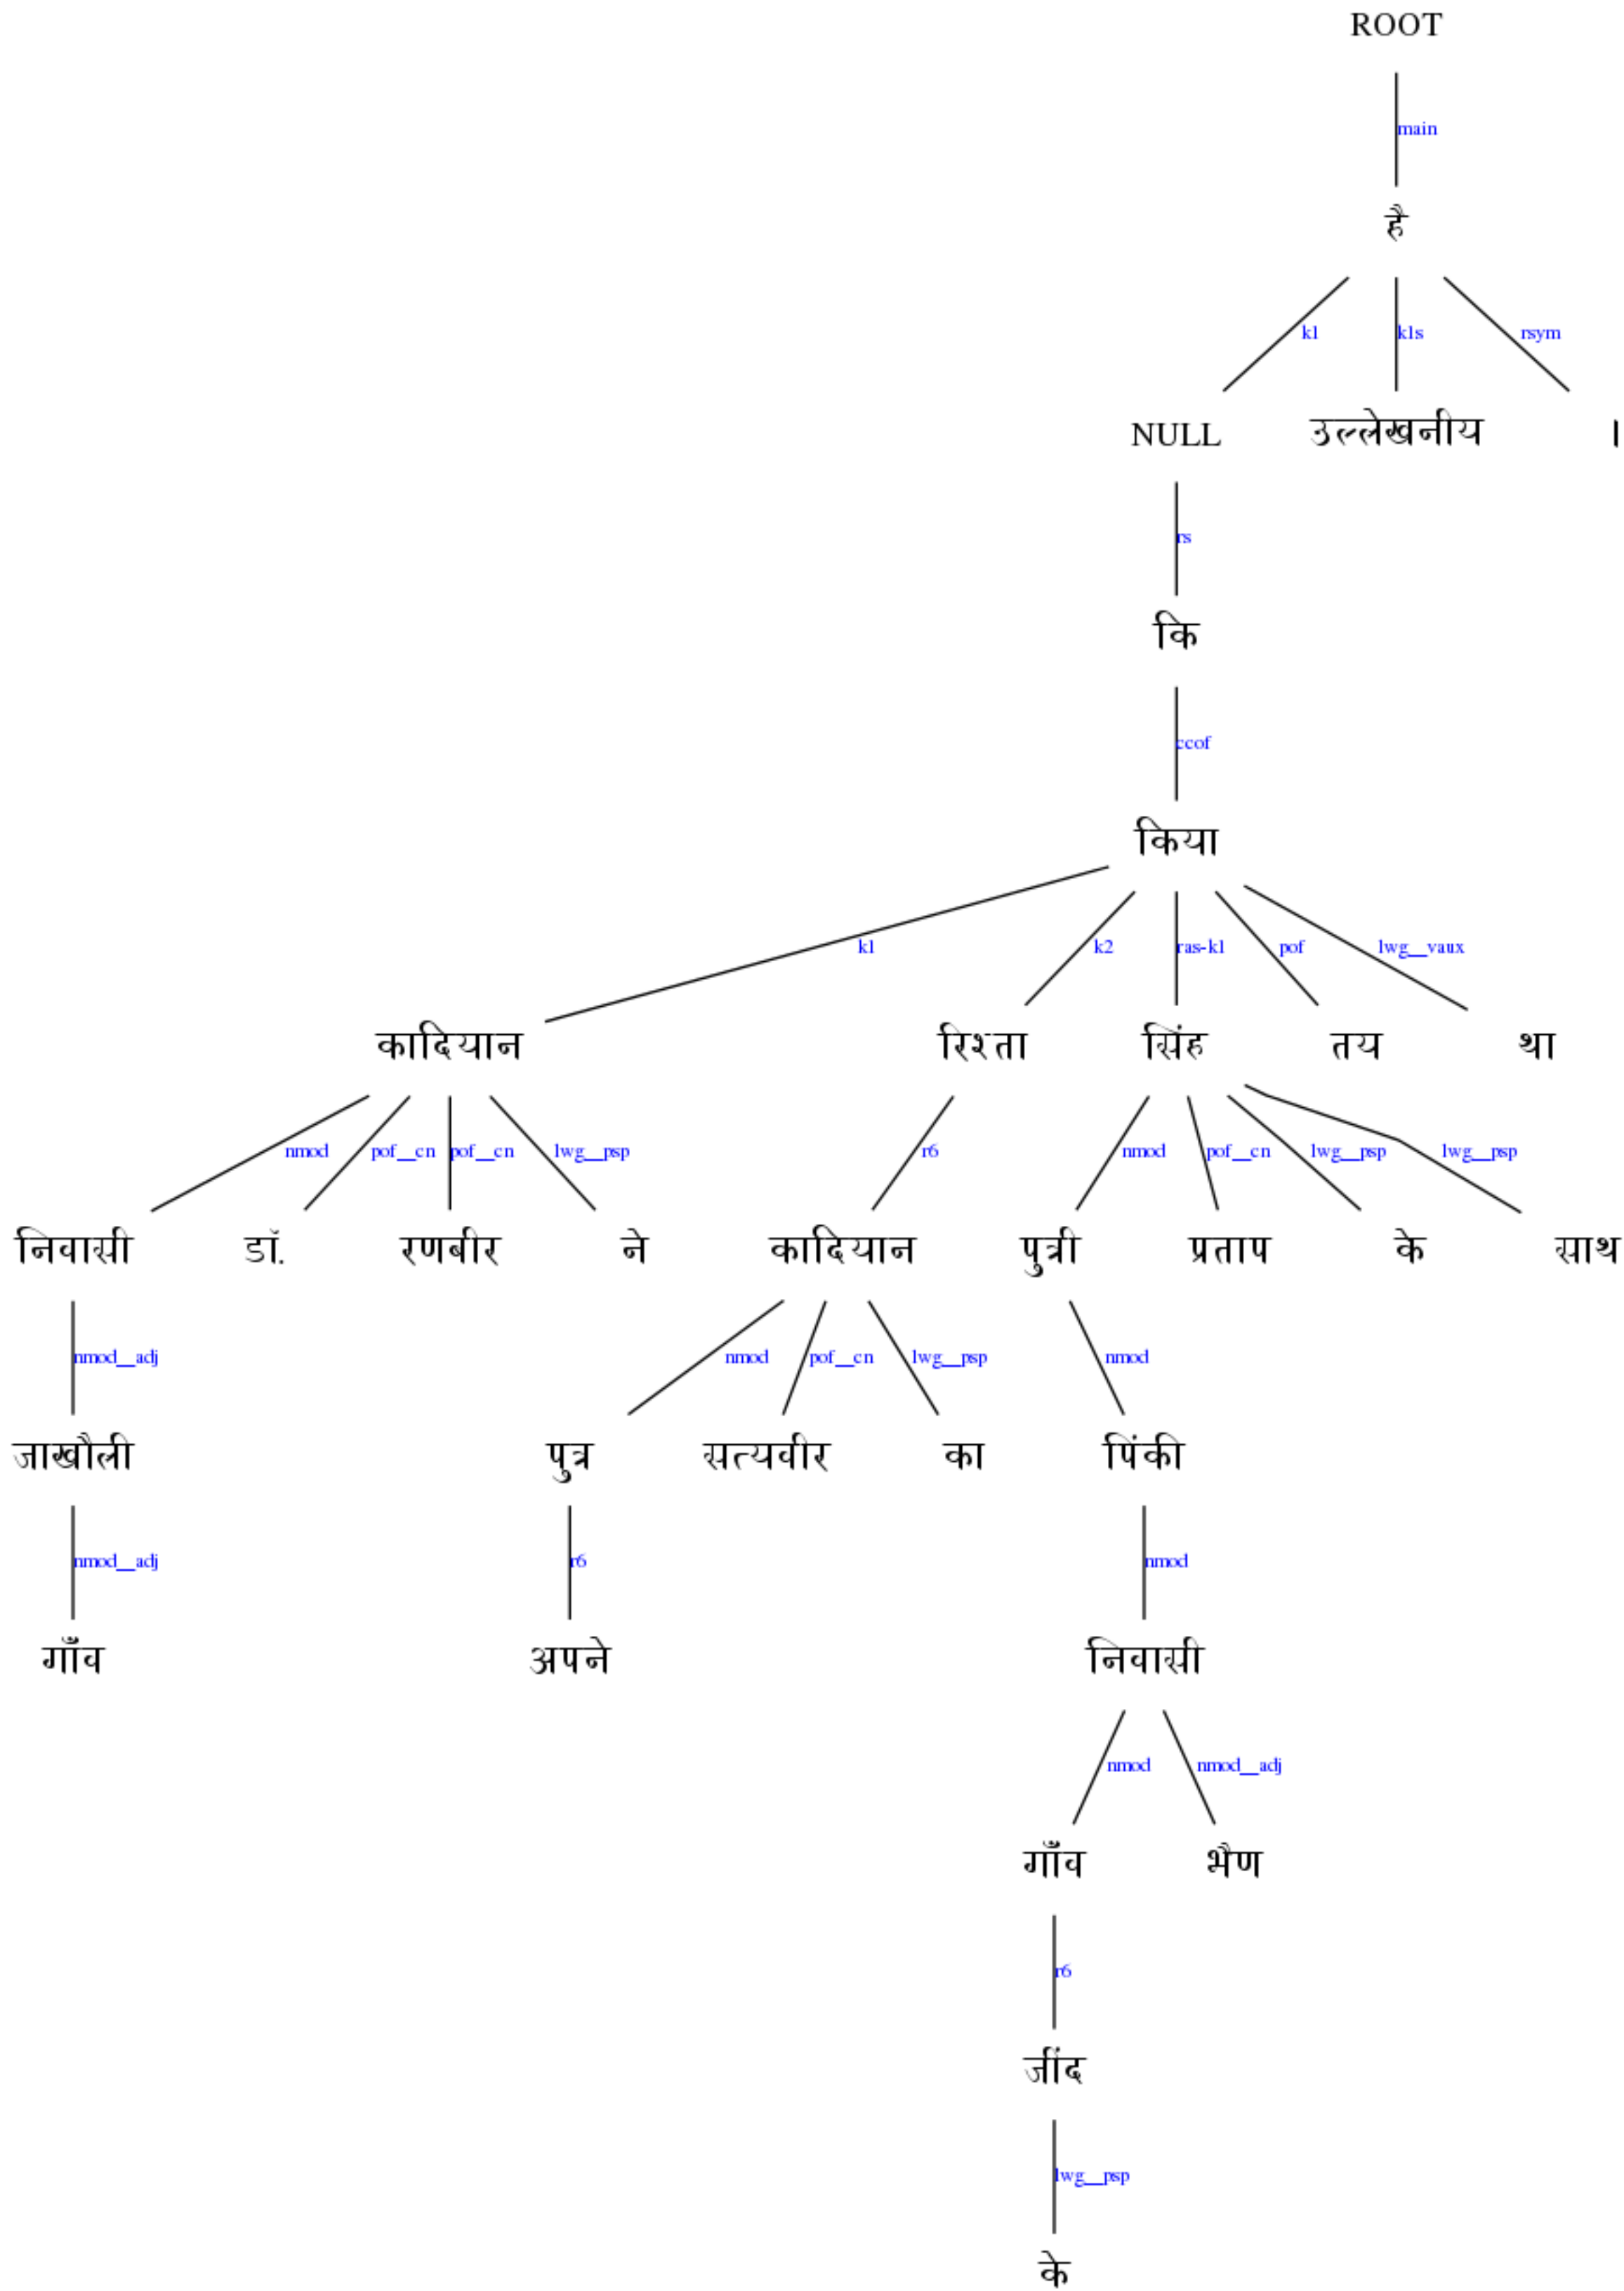 ROOT
main
है
k1 k1s rsym
NULL उल्लेखनीय ।
rs
कि
ccof
किया
k1 k2 ras-k1 pof lwg__vaux
कादियान रिश्ता सिंह तय था
nmod pof__cn pof__cn lwg__psp r6 nmod pof__cn lwg__psp lwg__psp
निवासी डॉ. रणबीर ने कादियान पुत्री प्रताप के साथ
nmod__adj nmod pof__cn lwg__psp nmod
जाखौली पुत्र सत्यवीर का पिंकी
nmod__adj r6 nmod
गाँव अपने निवासी
nmod nmod__adj
गाँव भैण
r6
जींद
lwg__psp
के